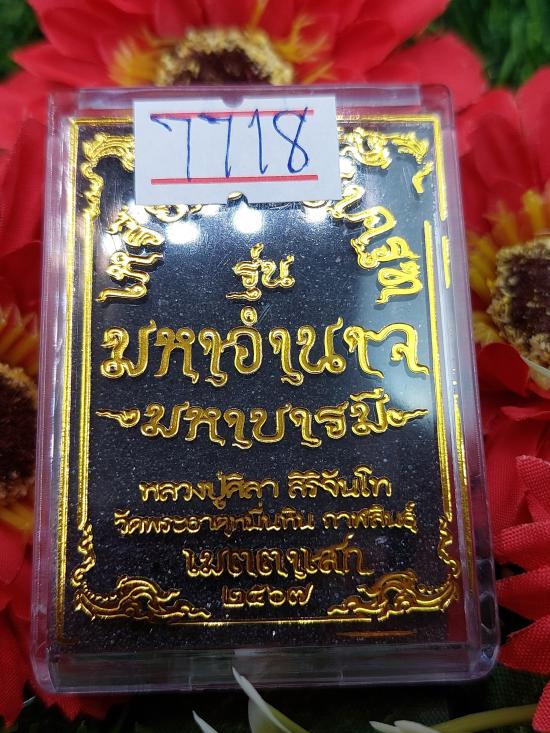 7718
รุ่น
มหาอำนาจ
มหาบารมี
หลวงปู่ศิลา สิริจันโท
วัดพระธาตุหมื่นหิน กาฬสินธุ์
เมตตาเสก
๒๕๖๗